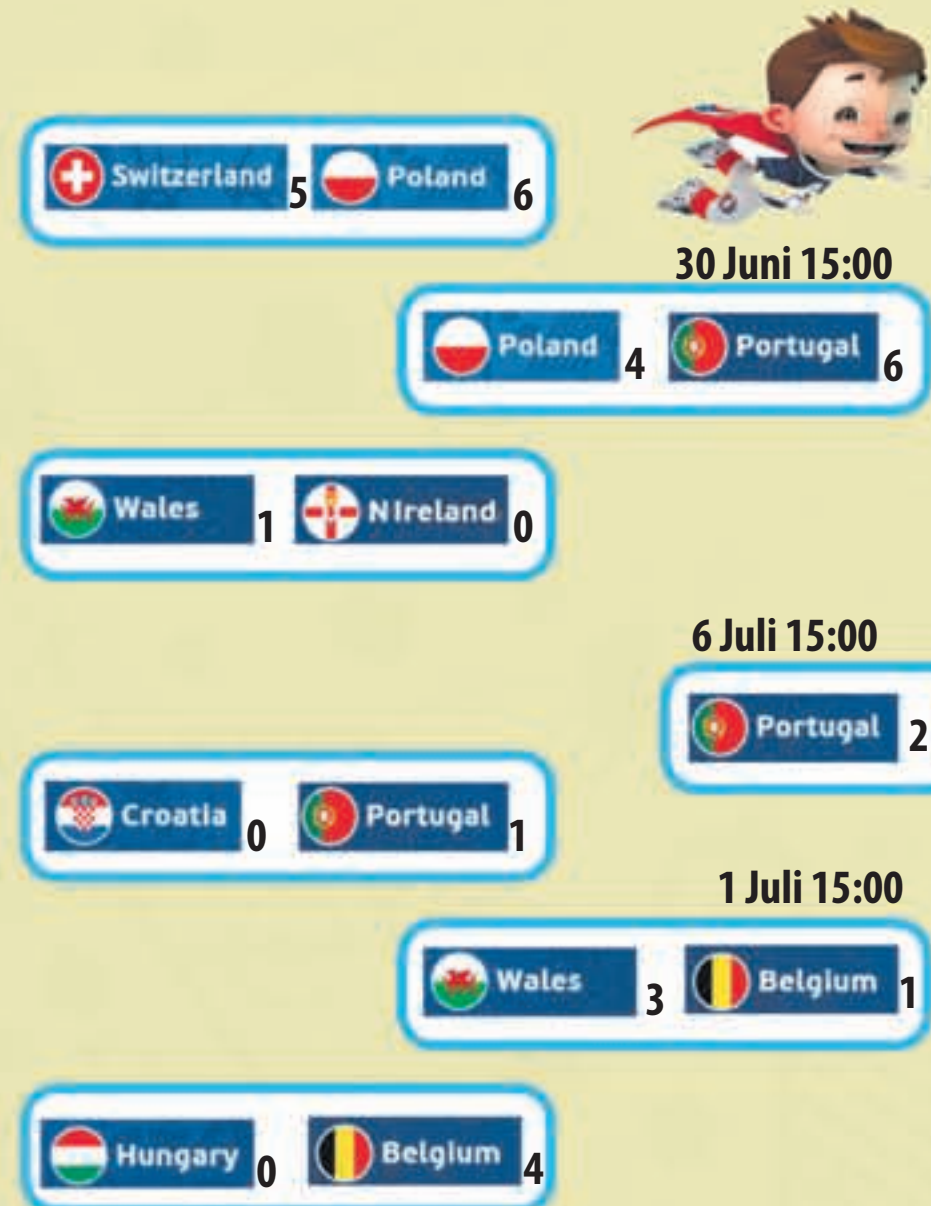 Switzerland 5 Poland 6
30 Juni 15:00
Poland 4 Portugal 6
Wales 1 N Ireland 0
6 Juli 15:00
Portugal 2
Croatia 0 Portugal 1
1 Juli 15:00
Wales 3 Belgium 1
Hungary 0 Belgium 4